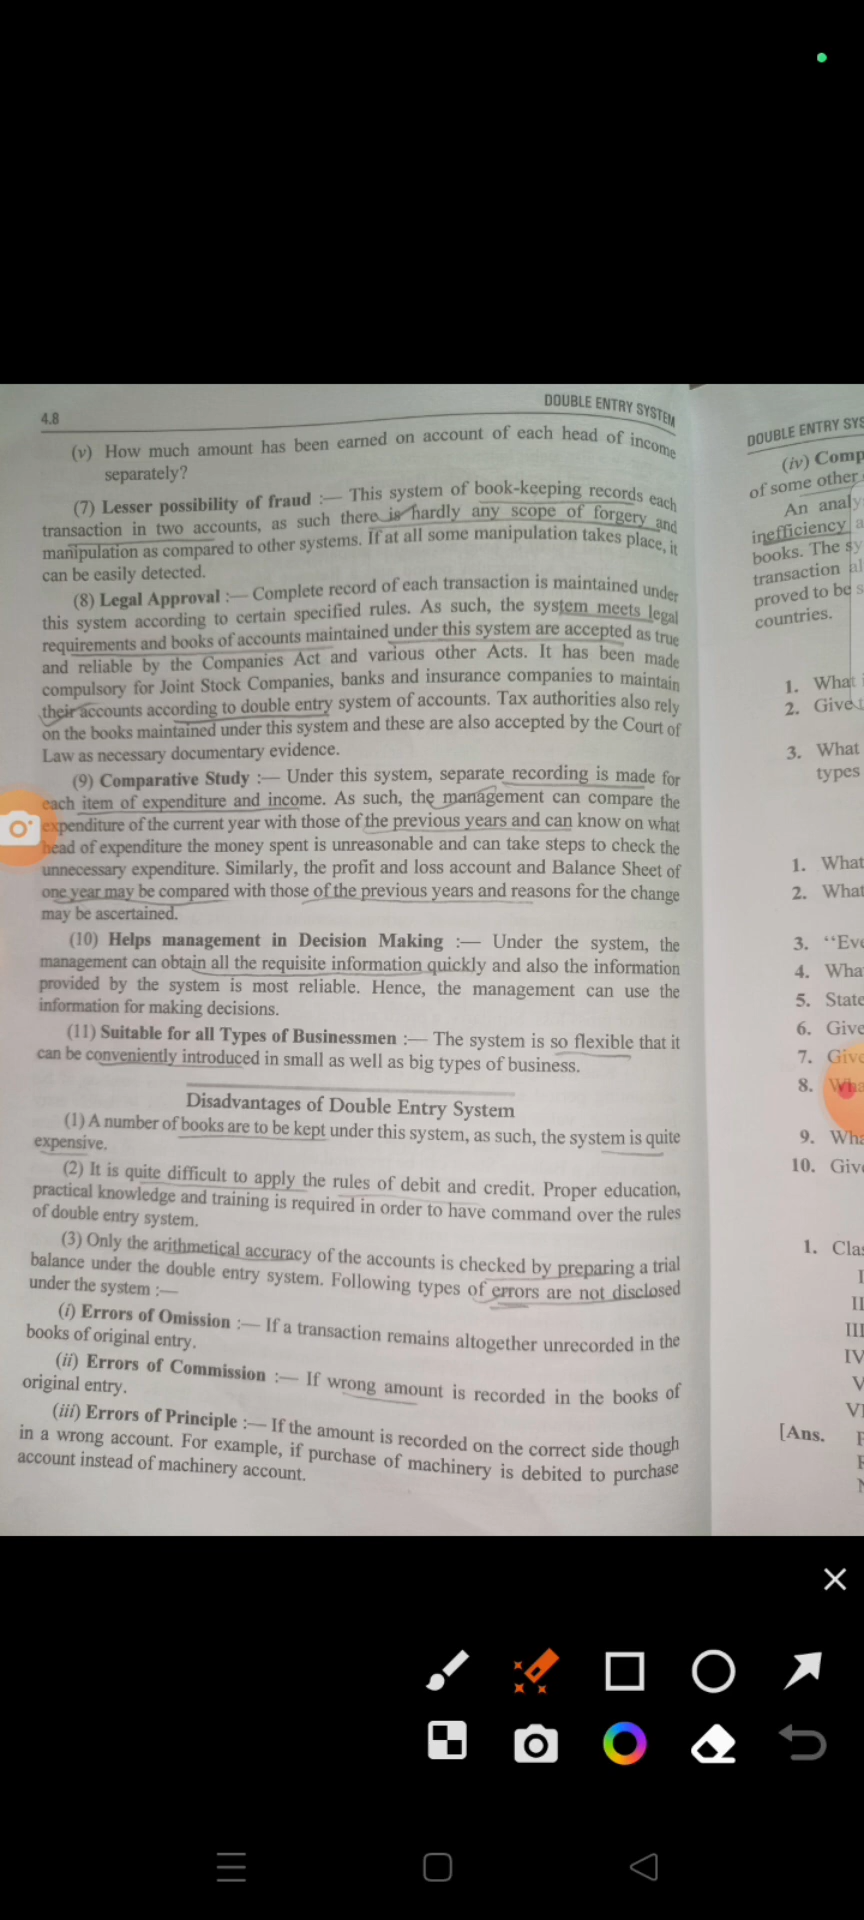 4.8
DOUBLE ENTRY SYSTEM
(v) How much amount has been earned on account of each head of income
separately?
(7) Lesser possibility of fraud :— This system of book-keeping records each
transaction in two accounts, as such there is hardly any scope of forgery and
manipulation as compared to other systems. If at all some manipulation takes place, it
can be easily detected.
(8) Legal Approval :— Complete record of each transaction is maintained under
this system according to certain specified rules. As such, the system meets legal
requirements and books of accounts maintained under this system are accepted as true
and reliable by the Companies Act and various other Acts. It has been made
compulsory for Joint Stock Companies, banks and insurance companies to maintain
their accounts according to double entry system of accounts. Tax authorities also rely
on the books maintained under this system and these are also accepted by the Court of
Law as necessary documentary evidence.
(9) Comparative Study :— Under this system, separate recording is made for
each item of expenditure and income. As such, the management can compare the
expenditure of the current year with those of the previous years and can know on what
head of expenditure the money spent is unreasonable and can take steps to check the
unnecessary expenditure. Similarly, the profit and loss account and Balance Sheet of
one year may be compared with those of the previous years and reasons for the change
may be ascertained.
(10) Helps management in Decision Making :— Under the system, the
management can obtain all the requisite information quickly and also the information
provided by the system is most reliable. Hence, the management can use the
information for making decisions.
(11) Suitable for all Types of Businessmen :— The system is so flexible that it
can be conveniently introduced in small as well as big types of business.
Disadvantages of Double Entry System
(1) A number of books are to be kept under this system, as such, the system is quite
expensive.
(2) It is quite difficult to apply the rules of debit and credit. Proper education,
practical knowledge and training is required in order to have command over the rules
of double entry system.
(3) Only the arithmetical accuracy of the accounts is checked by preparing a trial
balance under the double entry system. Following types of errors are not disclosed
under the system :—
(i) Errors of Omission :— If a transaction remains altogether unrecorded in the
books of original entry.
(ii) Errors of Commission :— If wrong amount is recorded in the books of
original entry.
(iii) Errors of Principle :— If the amount is recorded on the correct side though
in a wrong account. For example, if purchase of machinery is debited to purchase
account instead of machinery account.
DOUBLE ENTRY
(iv)
of some other
An
inefficiency
books. The
transaction
proved to be
countries.
1. What
2. Give
3. What
types
1. What
2. What
3.
4.
5. State
6. Give
7.
8.
9.
10.
1.
II
III
IV
V
[Ans.